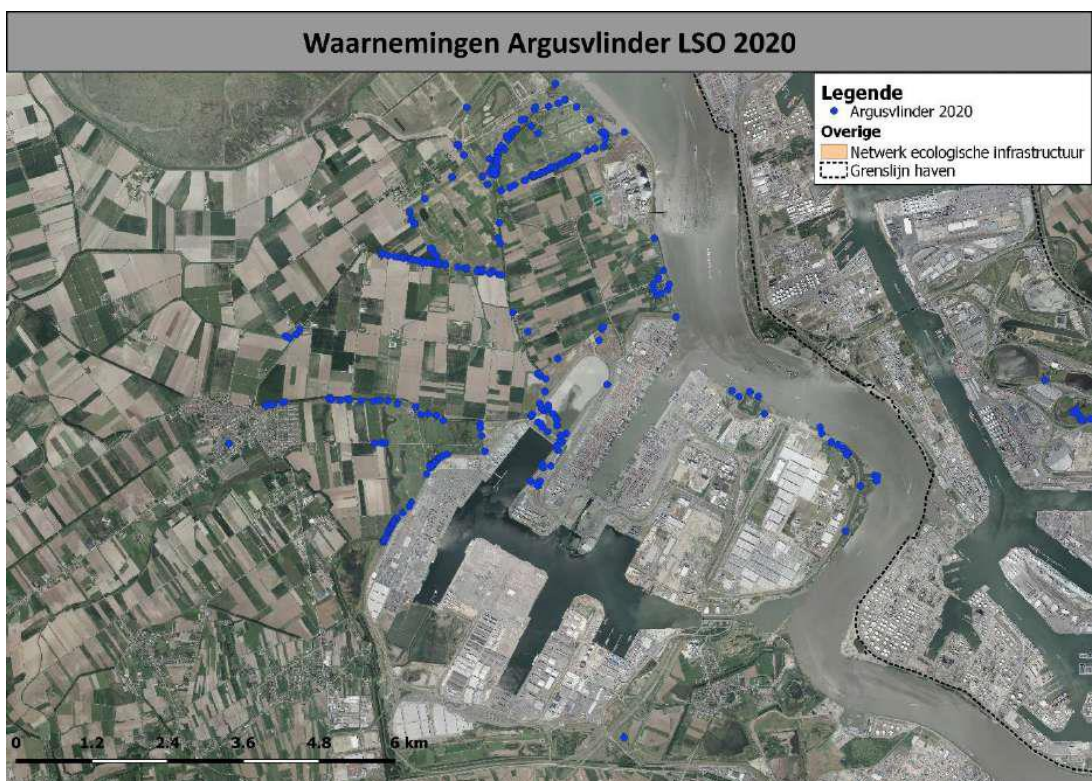 Waarnemingen Argusvlinder LSO 2020
Legende
Argusvlinder 2020
Overige
Netwerk ecologische infrastructuur
Grenslijn haven
0 1.2 2.4 3.6 4.8 6 km